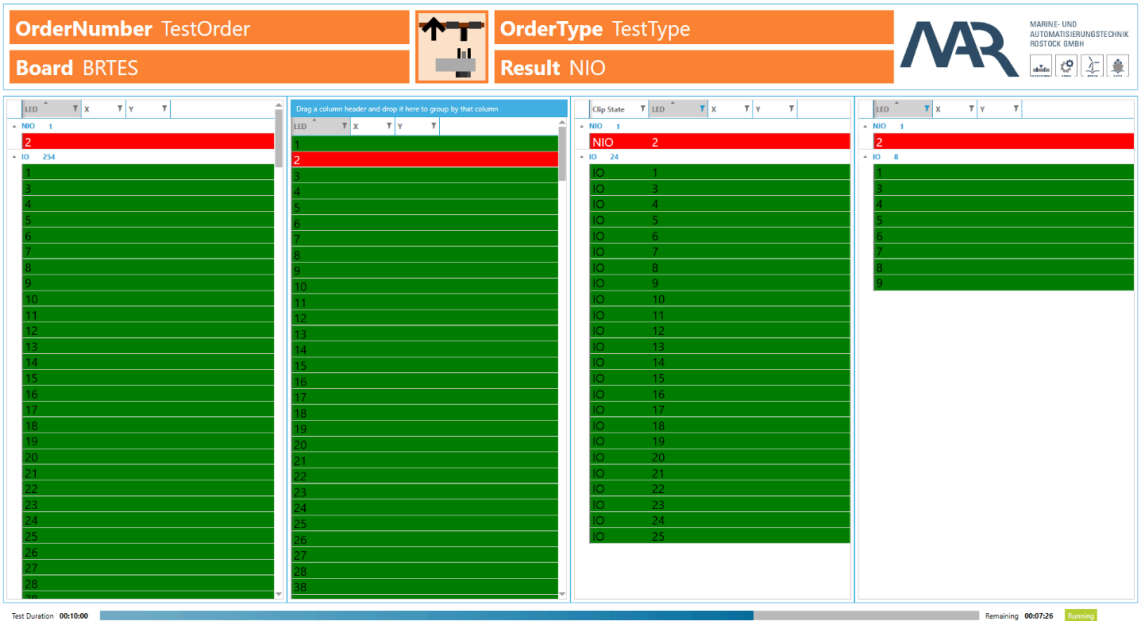 OrderNumber TestOrder
OrderType TestType
Board BRTES
Result NIO
MAR
MARINE- UND
AUTOMATISIERUNGSTECHNIK
ROSTOCK GMBH
LED X Y
NIO 1
2
IO 254
1
3
4
5
6
7
8
9
10
11
12
13
14
15
16
17
18
19
20
21
22
23
24
25
26
27
28
Drag a column header and drop it here to group by that column
LED X Y
1
2
3
4
5
6
7
8
9
10
11
12
13
14
15
16
17
18
19
20
21
22
23
24
25
26
27
28
38
Clip State LED X Y
NIO 1
NIO 2
IO 24
IO 1
IO 3
IO 4
IO 5
IO 6
IO 7
IO 8
IO 9
IO 10
IO 11
IO 12
IO 13
IO 14
IO 15
IO 16
IO 17
IO 18
IO 19
IO 20
IO 21
IO 22
IO 23
IO 24
IO 25
LED X Y
NIO 1
2
IO 8
1
3
4
5
6
7
8
9
Test Duration 00:10:00
Remaining 00:07:26 Running